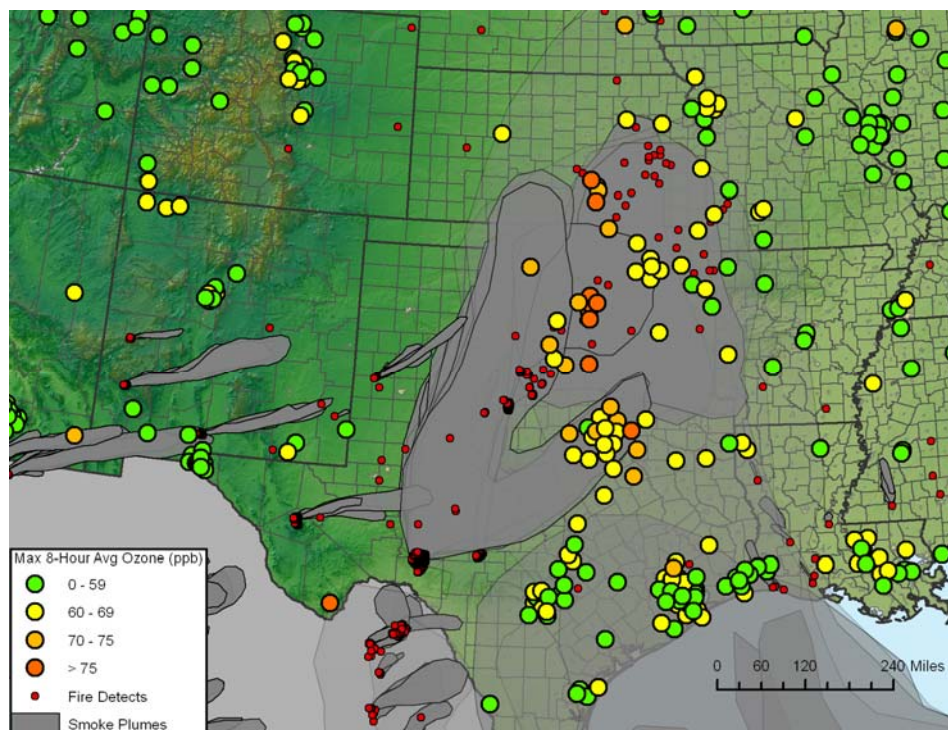 Max 8-Hour Avg Ozone (ppb)
0 - 59
60 - 69
70 - 75
> 75
Fire Detects
Smoke Plumes
0 60 120 240 Miles